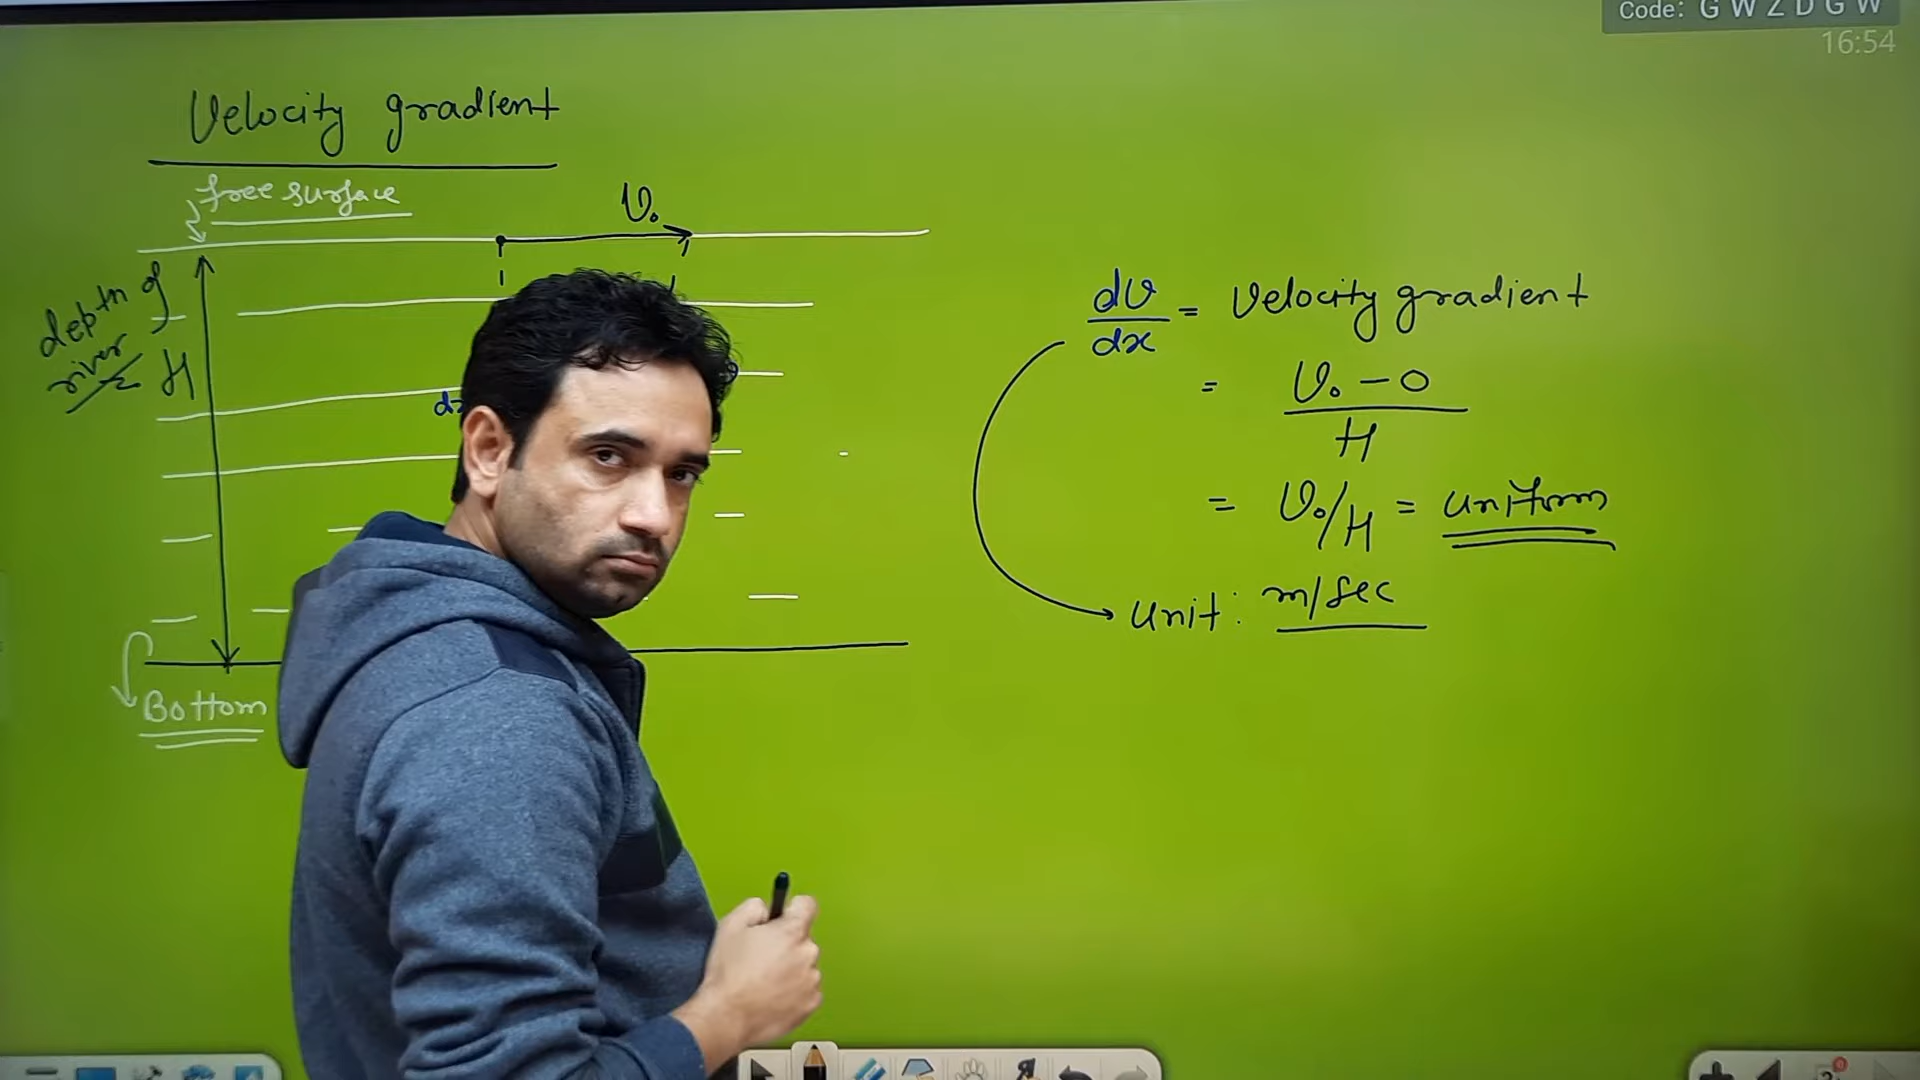 Code: G W Z D G W
16:54
Velocity gradient
free surface
V₀
depth of
river = H
Bottom
dv/dx = Velocity gradient
= V₀ - 0 / H
= V₀/H = Uniform
Unit: m/sec